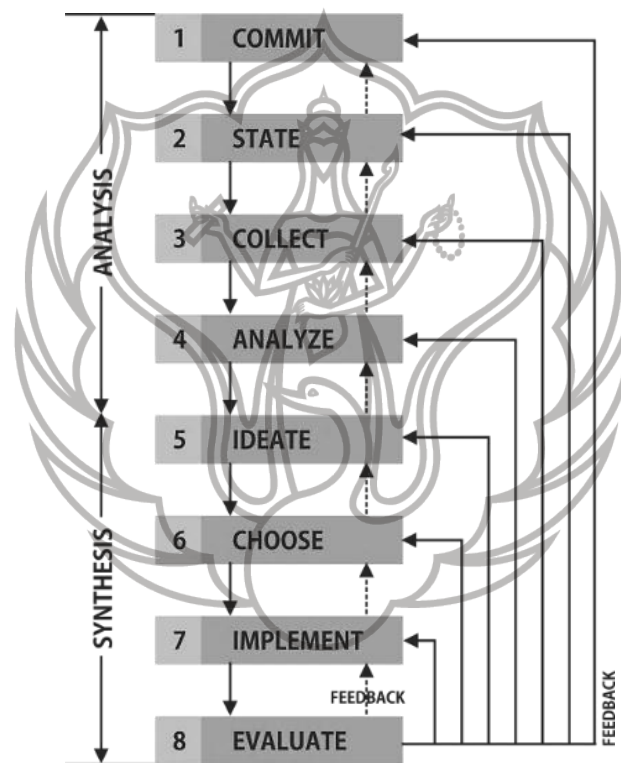 1 COMMIT
2 STATE
3 COLLECT
4 ANALYZE
5 IDEATE
6 CHOOSE
7 IMPLEMENT
FEEDBACK
8 EVALUATE
ANALYSIS
SYNTHESIS
FEEDBACK